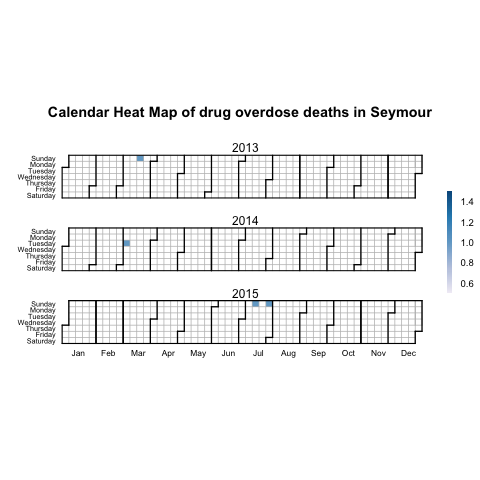 Calendar Heat Map of drug overdose deaths in Seymour
2013
Sunday
Monday
Tuesday
Wednesday
Thursday
Friday
Saturday
2014
Sunday
Monday
Tuesday
Wednesday
Thursday
Friday
Saturday
2015
Sunday
Monday
Tuesday
Wednesday
Thursday
Friday
Saturday
Jan Feb Mar Apr May Jun Jul Aug Sep Oct Nov Dec
1.4
1.2
1.0
0.8
0.6